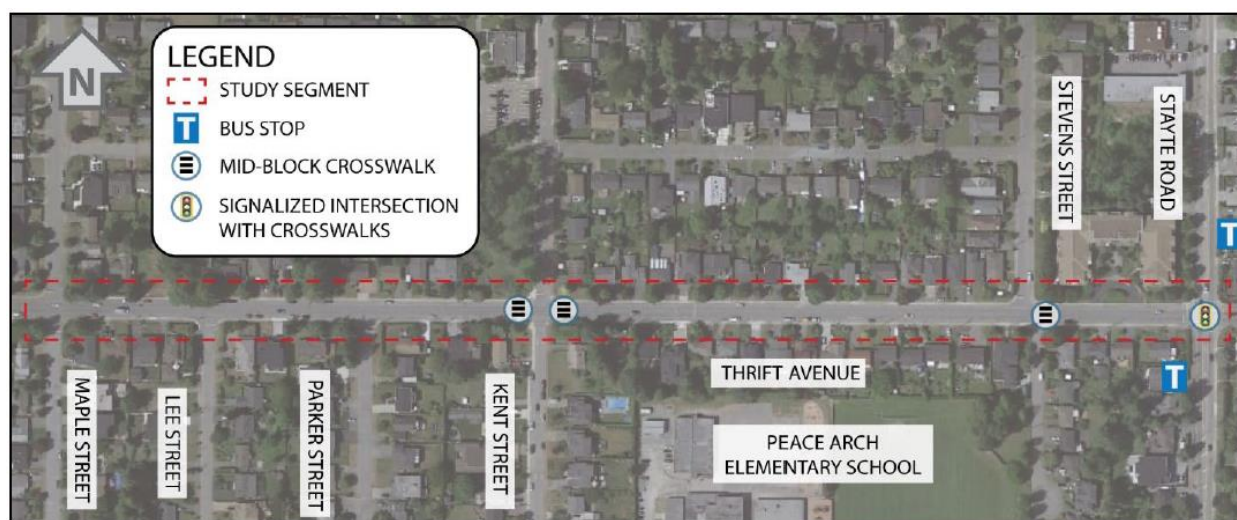 N
LEGEND
STUDY SEGMENT
T
BUS STOP
MID-BLOCK CROSSWALK
SIGNALIZED INTERSECTION
WITH CROSSWALKS
STEVENS STREET
STAYTE ROAD
T
MAPLE STREET
LEE STREET
PARKER STREET
KENT STREET
THRIFT AVENUE
T
PEACE ARCH
ELEMENTARY SCHOOL